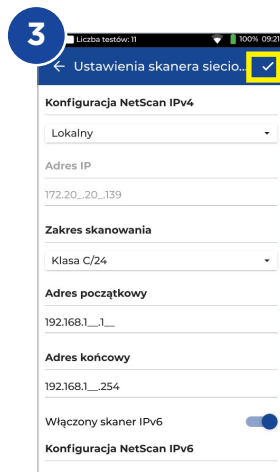 3
Liczba testów: 11 100% 09:21
Ustawienia skanera siecio...
Konfiguracja NetScan IPv4
Lokalny
Adres IP
172.20_.20_.139
Zakres skanowania
Klasa C/24
Adres początkowy
192.168.1__.1__
Adres końcowy
192.168.1__.254
Włączony skaner IPv6
Konfiguracja NetScan IPv6